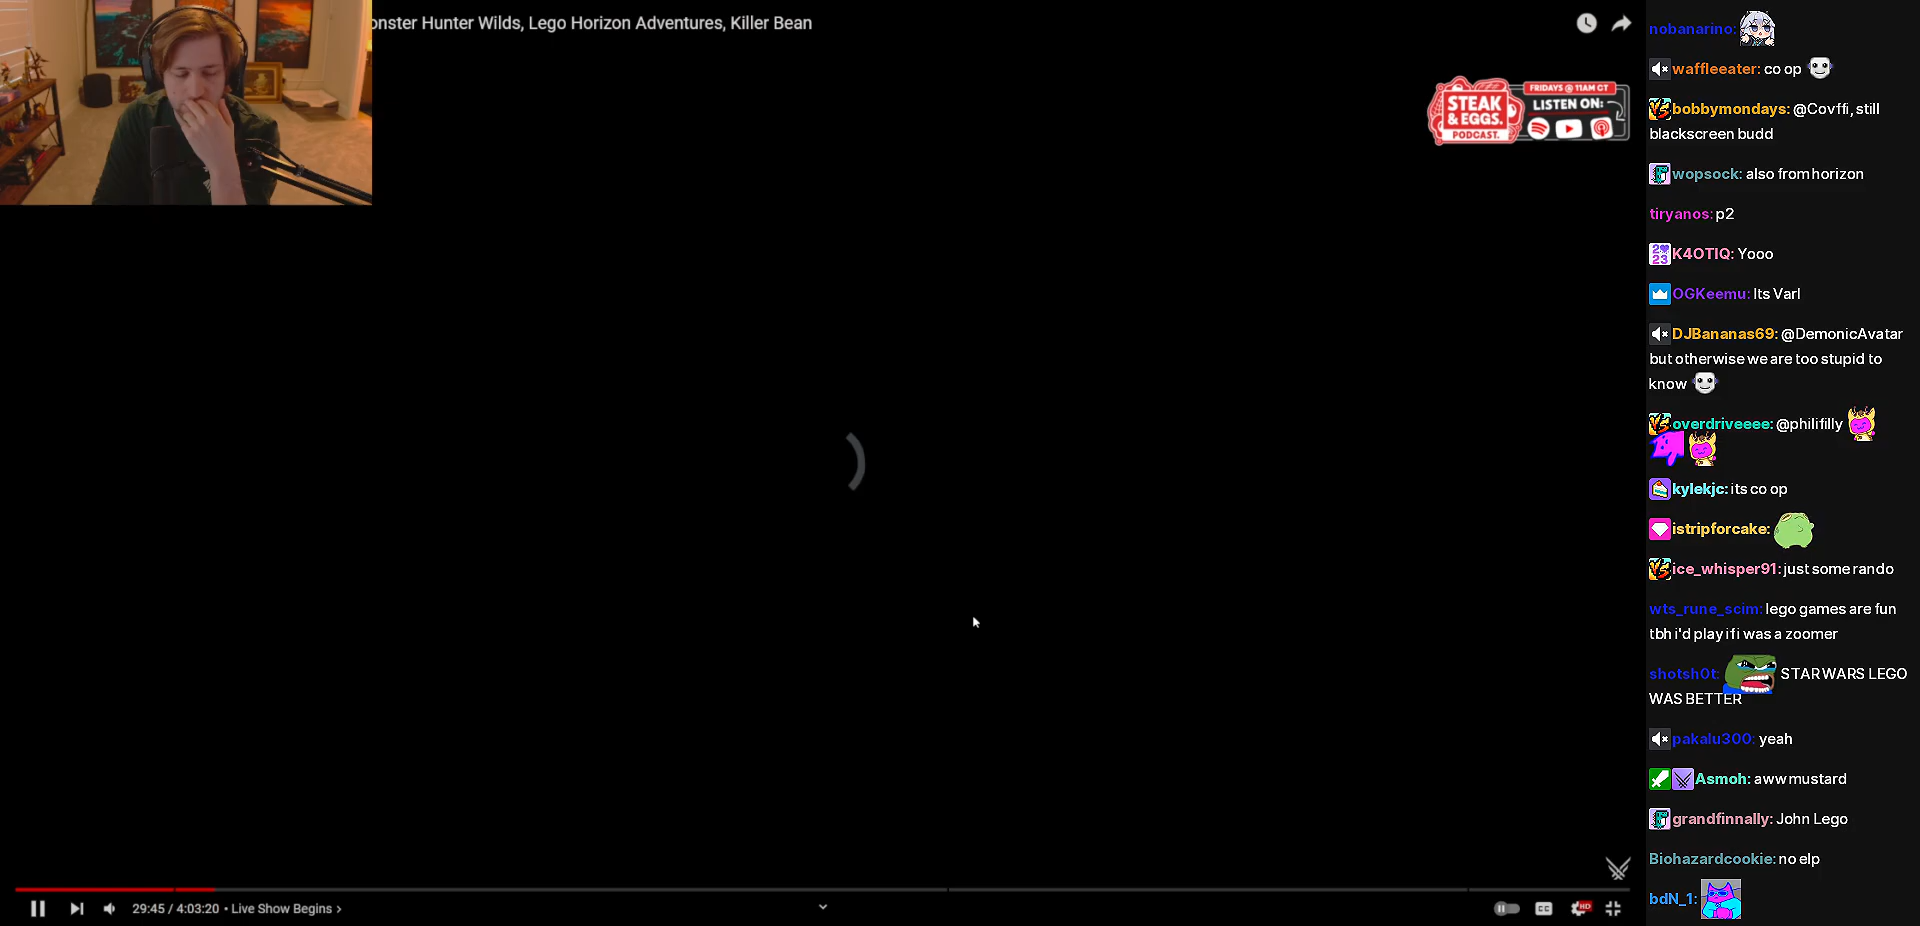 onster Hunter Wilds, Lego Horizon Adventures, Killer Bean
STEAK
& EGGS.
PODCAST.
FRIDAYS @ 11AM CT
LISTEN ON:
29:45 / 4:03:20 • Live Show Begins >
CC
HD
nobanarino:
waffleeater: co op
bobbymondays: @Covffi, still
blackscreen budd
wopsock: also from horizon
tiryanos: p2
K4OTIQ: Yooo
OGKeemu: Its Varl
DJBananas69: @DemonicAvatar
but otherwise we are too stupid to
know
overdriveeee: @philifilly
kylekjc: its co op
istripforcake:
ice_whisper91: just some rando
wts_rune_scim: lego games are fun
tbh i'd play if i was a zoomer
shotsh0t: STAR WARS LEGO
WAS BETTER
pakalu300: yeah
Asmoh: aww mustard
grandfinnally: John Lego
Biohazardcookie: no elp
bdN_1: